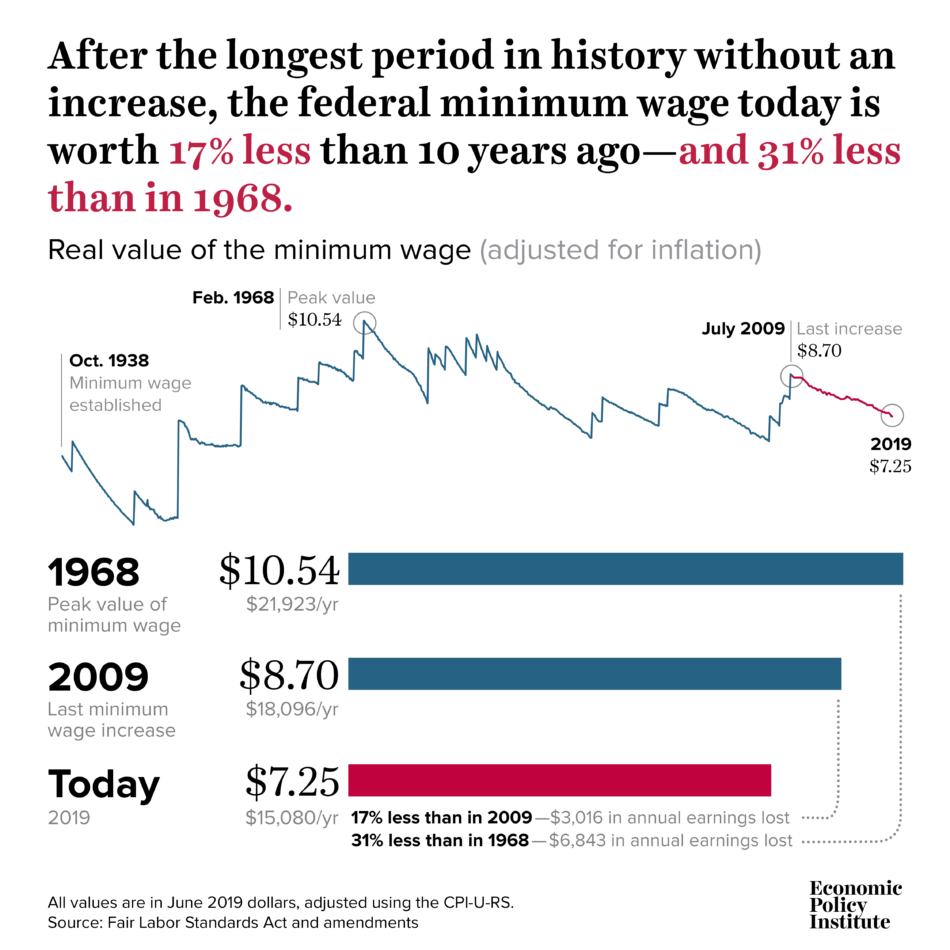 After the longest period in history without an
increase, the federal minimum wage today is
worth 17% less than 10 years ago—and 31% less
than in 1968.
Real value of the minimum wage (adjusted for inflation)
Feb. 1968 Peak value
$10.54
July 2009 Last increase
$8.70
Oct. 1938
Minimum wage
established
2019
$7.25
1968 $10.54
Peak value of $21,923/yr
minimum wage
2009 $8.70
Last minimum $18,096/yr
wage increase
Today $7.25
2019 $15,080/yr 17% less than in 2009—$3,016 in annual earnings lost
31% less than in 1968—$6,843 in annual earnings lost
All values are in June 2019 dollars, adjusted using the CPI-U-RS.
Source: Fair Labor Standards Act and amendments
Economic
Policy
Institute